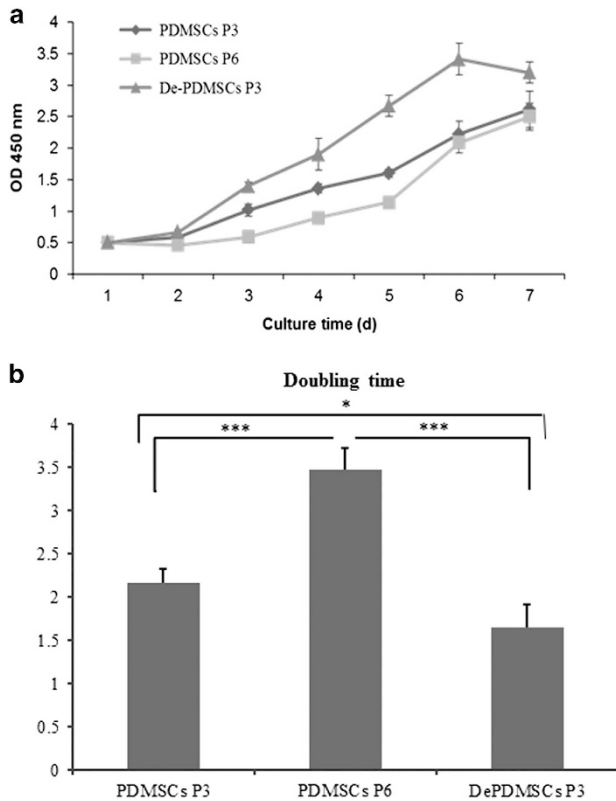 a
PDMSCs P3
PDMSCs P6
De-PDMSCs P3
OD 450 nm
4
3.5
3
2.5
2
1.5
1
0.5
0
1 2 3 4 5 6 7
Culture time (d)
b
Doubling time
*
*** ***
4
3.5
3
2.5
2
1.5
1
0.5
0
PDMSCs P3 PDMSCs P6 DePDMSCs P3